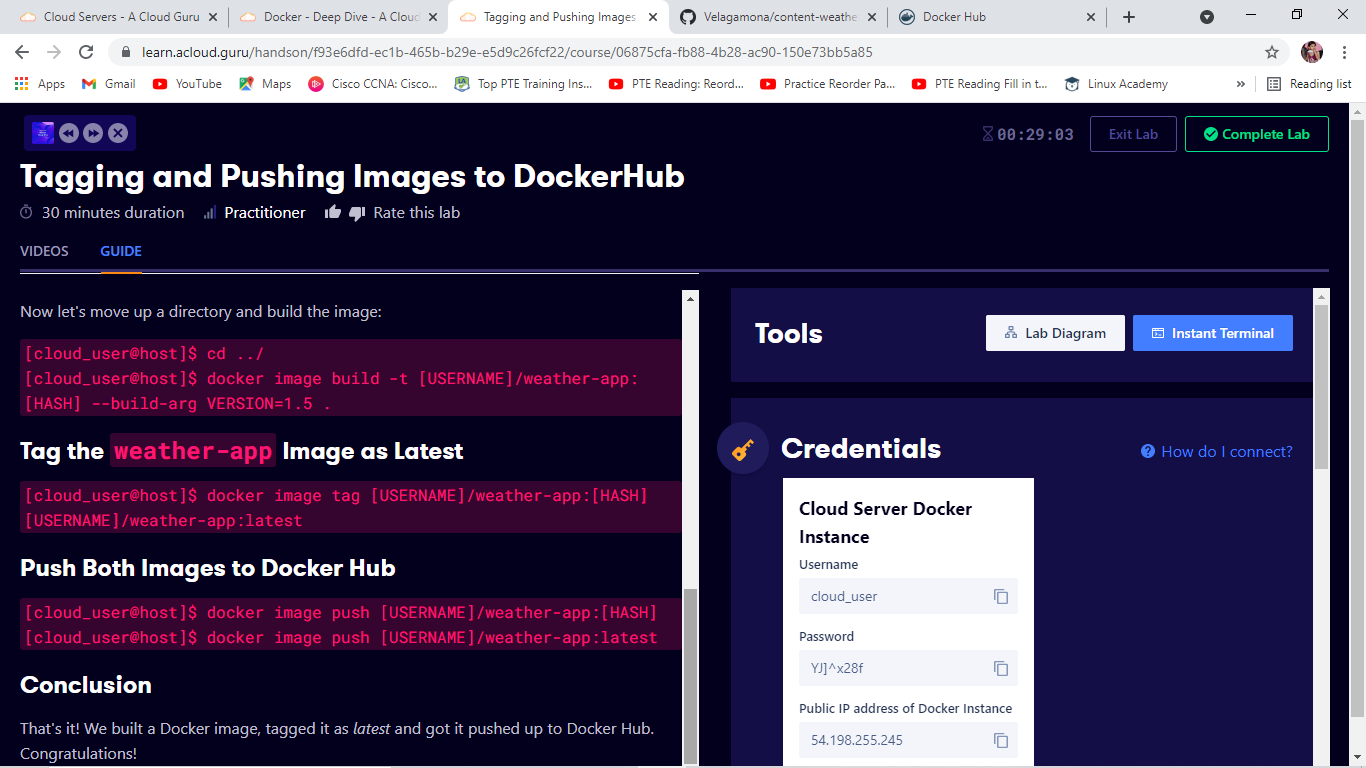 Cloud Servers - A Cloud Guru
Docker - Deep Dive - A Cloud
Tagging and Pushing Images
Velagamona/content-weathe
Docker Hub
learn.acloud.guru/handson/f93e6dfd-ec1b-465b-b29e-e5d9c26fcf22/course/06875cfa-fb88-4b28-ac90-150e73bb5a85
Apps
Gmail
YouTube
Maps
Cisco CCNA: Cisco...
Top PTE Training Ins...
PTE Reading: Reord...
Practice Reorder Pa...
PTE Reading Fill in t...
Linux Academy
»
Reading list
00:29:03
Exit Lab
Complete Lab
Tagging and Pushing Images to DockerHub
30 minutes duration
Practitioner
Rate this lab
VIDEOS
GUIDE
Now let's move up a directory and build the image:
[cloud_user@host]$ cd ../
[cloud_user@host]$ docker image build -t [USERNAME]/weather-app:
[HASH] --build-arg VERSION=1.5 .
Tag the weather-app Image as Latest
[cloud_user@host]$ docker image tag [USERNAME]/weather-app:[HASH]
[USERNAME]/weather-app:latest
Push Both Images to Docker Hub
[cloud_user@host]$ docker image push [USERNAME]/weather-app:[HASH]
[cloud_user@host]$ docker image push [USERNAME]/weather-app:latest
Conclusion
That's it! We built a Docker image, tagged it as latest and got it pushed up to Docker Hub.
Congratulations!
Tools
Lab Diagram
Instant Terminal
Credentials
How do I connect?
Cloud Server Docker
Instance
Username
cloud_user
Password
YJ]^x28f
Public IP address of Docker Instance
54.198.255.245